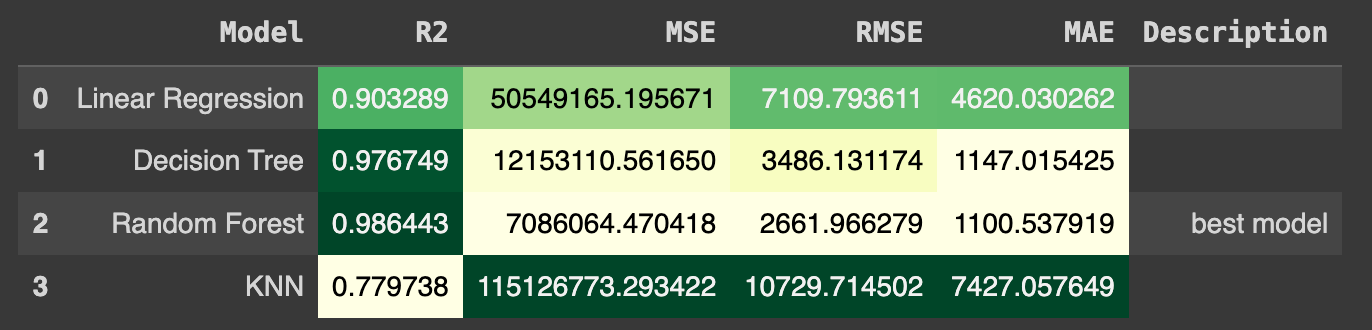 Model R2 MSE RMSE MAE Description
0 Linear Regression 0.903289 50549165.195671 7109.793611 4620.030262
1 Decision Tree 0.976749 12153110.561650 3486.131174 1147.015425
2 Random Forest 0.986443 7086064.470418 2661.966279 1100.537919 best model
3 KNN 0.779738 115126773.293422 10729.714502 7427.057649